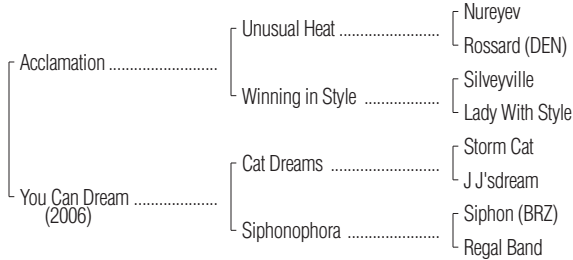 Nureyev
Unusual Heat ....................
Rossard (DEN)
Acclamation .....................
Silveyville
Winning in Style ...............
Lady With Style
Storm Cat
Cat Dreams .....................
J J'sdream
You Can Dream ................
(2006)
Siphon (BRZ)
Siphonophora ..................
Regal Band